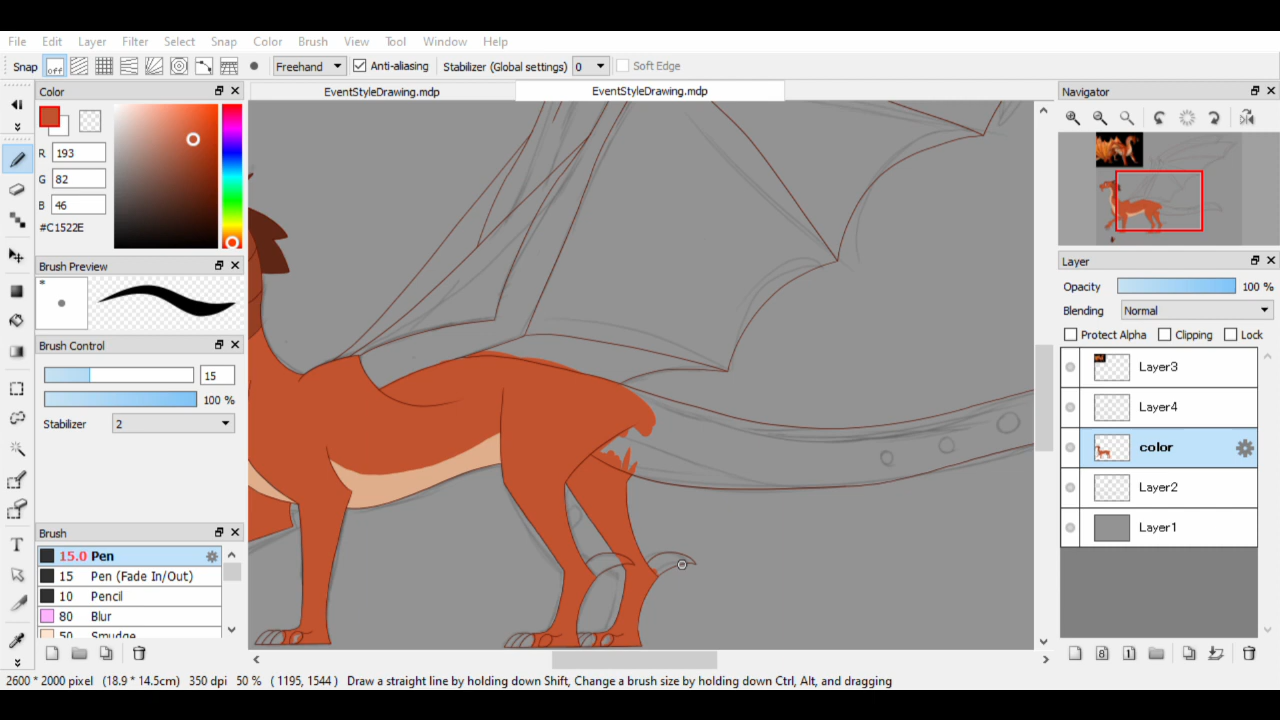 File Edit Layer Filter Select Snap Color Brush View Tool Window Help
Snap off Freehand Anti-aliasing Stabilizer (Global settings) 0 Soft Edge
Color
R 193
G 82
B 46
#C1522E
Brush Preview
*
Brush Control
15
100 %
Stabilizer 2
Brush
15.0 Pen
15 Pen (Fade In/Out)
10 Pencil
80 Blur
50 Smudge
EventStyleDrawing.mdp EventStyleDrawing.mdp
Navigator
Layer
Opacity 100 %
Blending Normal
Protect Alpha Clipping Lock
Layer3
Layer4
color
Layer2
Layer1
8 1
T
2600 * 2000 pixel (18.9 * 14.5cm) 350 dpi 50 % ( 1195, 1544 ) Draw a straight line by holding down Shift, Change a brush size by holding down Ctrl, Alt, and dragging